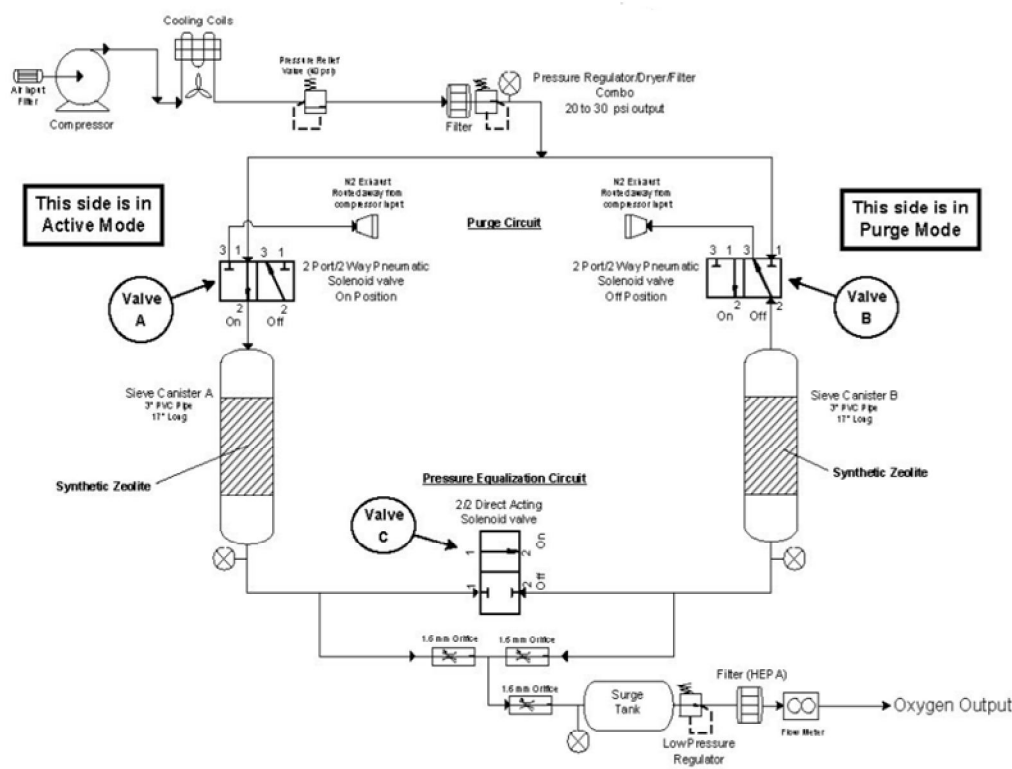 Cooling Coils
Air Input
Filter
Compressor
Pressure Relief
Valve (40 psi)
Filter
Pressure Regulator/Dryer/Filter
Combo
20 to 30 psi output
This side is in
Active Mode
N2 Exhaust
Routed away from
compressor Input
Purge Circuit
N2 Exhaust
Routed away from
compressor Input
This side is in
Purge Mode
3 1 3 1
2 2
On Off
2 Port/2 Way Pneumatic
Solenoid valve
On Position
2 Port/2 Way Pneumatic
Solenoid valve
Off Position
3 1 3 1
2 2
On Off
Valve
A
Valve
B
Sieve Canister A
3" PVC Pipe
17" Long
Synthetic Zeolite
Sieve Canister B
3" PVC Pipe
17" Long
Synthetic Zeolite
Pressure Equalization Circuit
2/2 Direct Acting
Solenoid valve
Valve
C
1 2 On
1 2 Off
1.6 mm Orifice
1.6 mm Orifice
1.6 mm Orifice
Surge
Tank
Low Pressure
Regulator
Filter (HEPA)
Flow Meter
Oxygen Output